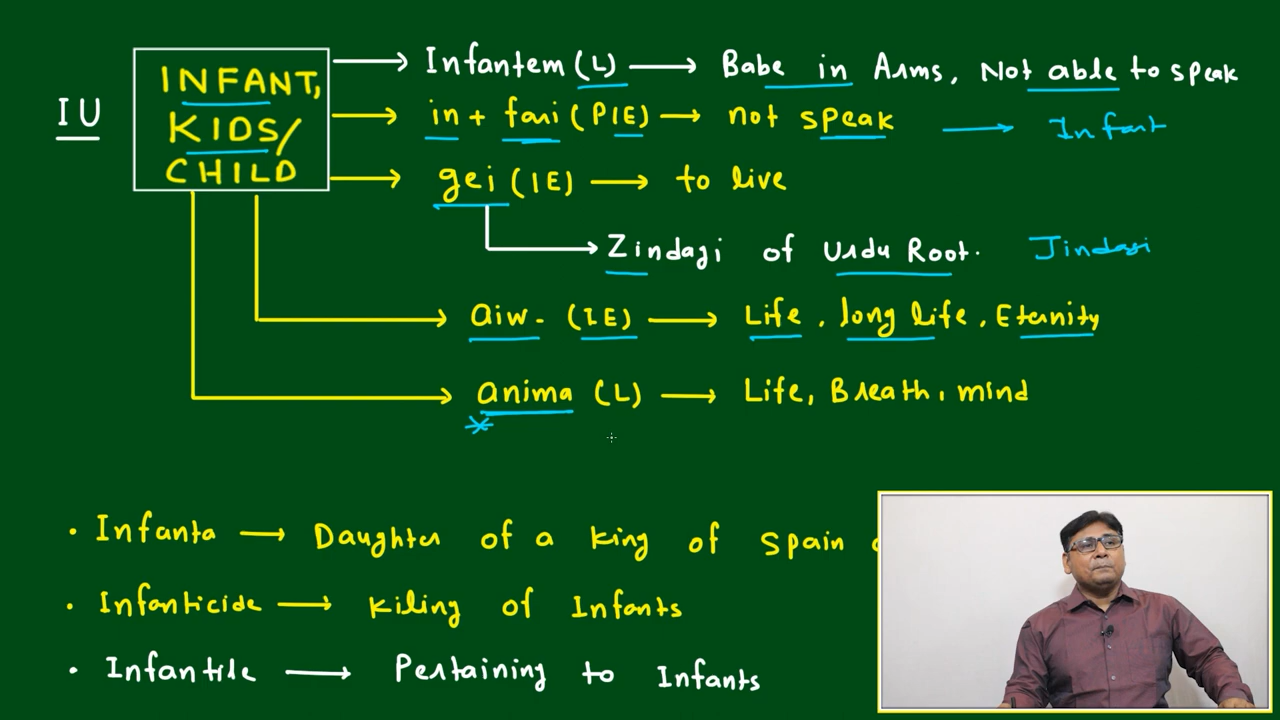 IU
INFANT,
KIDS/
CHILD
Infantem (L) → Babe in Arms, Not able to speak
in + fari (PIE) → not speak → Infant
gei (IE) → to live
Zindagi of Urdu Root. Jindagi
aiw- (IE) → Life, long life, Eternity
anima (L) → Life, Breath, mind
*
• Infanta → Daughter of a king of spain
• Infanticide → Kiling of Infants
• Infantile → Pertaining to Infants